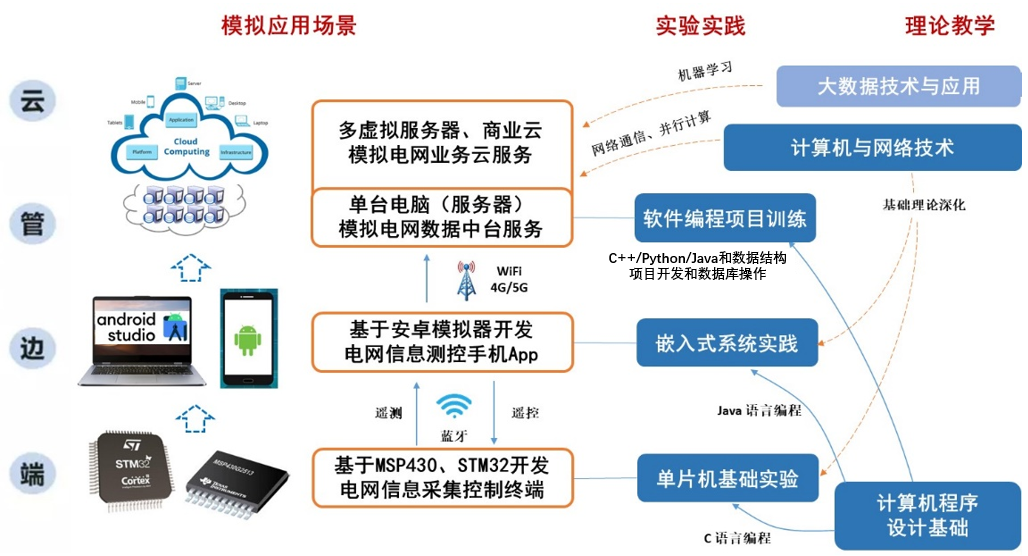 模拟应用场景
实验实践
理论教学
云
Server
Mobile
Desktop
Tablets
Laptop
Application
Cloud
Computing
Platform
Infrastructure
多虚拟服务器、商业云
模拟电网业务云服务
机器学习
大数据技术与应用
网络通信、并行计算
计算机与网络技术
管
单台电脑（服务器）
模拟电网数据中台服务
软件编程项目训练
基础理论深化
C++/Python/Java和数据结构
项目开发和数据库操作
WiFi
4G/5G
边
android
studio
AI
基于安卓模拟器开发
电网信息测控手机App
嵌入式系统实践
遥测
蓝牙
遥控
Java 语言编程
端
ST
STM32
Cortex
MSP430G2513
TEXAS
INSTRUMENTS
基于MSP430、STM32开发
电网信息采集控制终端
单片机基础实验
C 语言编程
计算机程序
设计基础